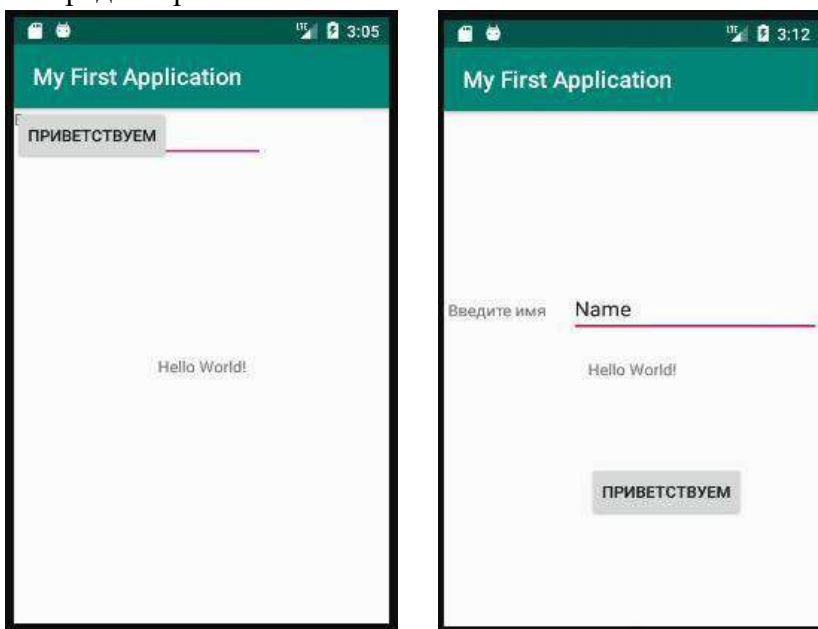 3:05
My First Application
ПРИВЕТСТВУЕМ
Hello World!
3:12
My First Application
Введите имя
Name
Hello World!
ПРИВЕТСТВУЕМ